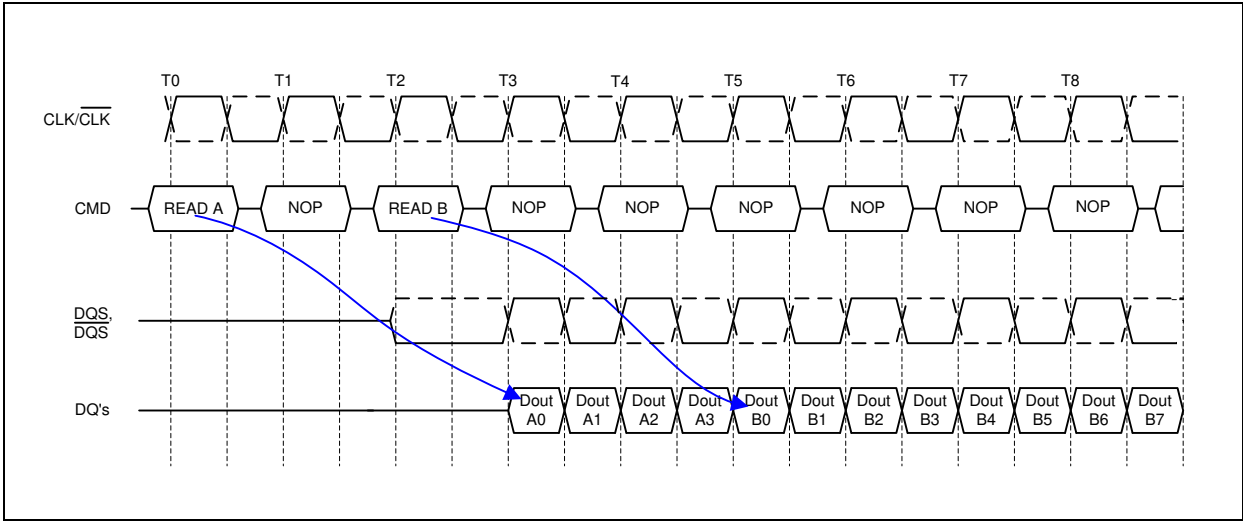 T0 T1 T2 T3 T4 T5 T6 T7 T8
CLK/CLK
CMD READ A NOP READ B NOP NOP NOP NOP NOP NOP
DQS,
DQS
DQ's Dout Dout Dout Dout Dout Dout Dout Dout Dout Dout Dout Dout
A0 A1 A2 A3 B0 B1 B2 B3 B4 B5 B6 B7